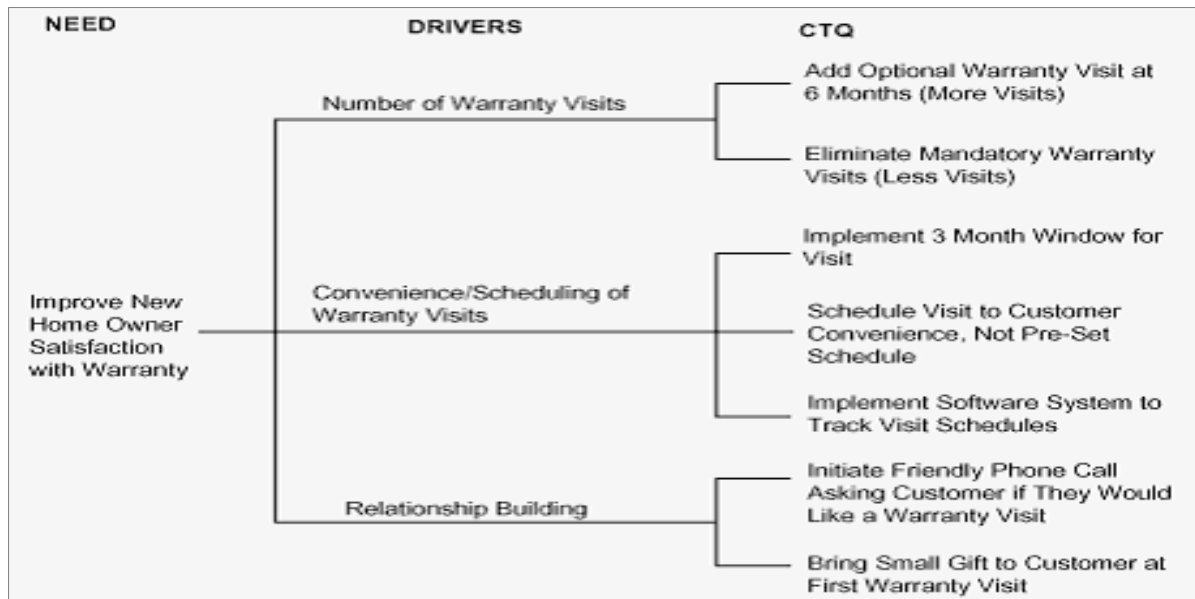 NEED
DRIVERS
CTQ
Number of Warranty Visits
Add Optional Warranty Visit at
6 Months (More Visits)
Eliminate Mandatory Warranty
Visits (Less Visits)
Improve New
Home Owner
Satisfaction
with Warranty
Convenience/Scheduling of
Warranty Visits
Implement 3 Month Window for
Visit
Schedule Visit to Customer
Convenience, Not Pre-Set
Schedule
Implement Software System to
Track Visit Schedules
Relationship Building
Initiate Friendly Phone Call
Asking Customer if They Would
Like a Warranty Visit
Bring Small Gift to Customer at
First Warranty Visit